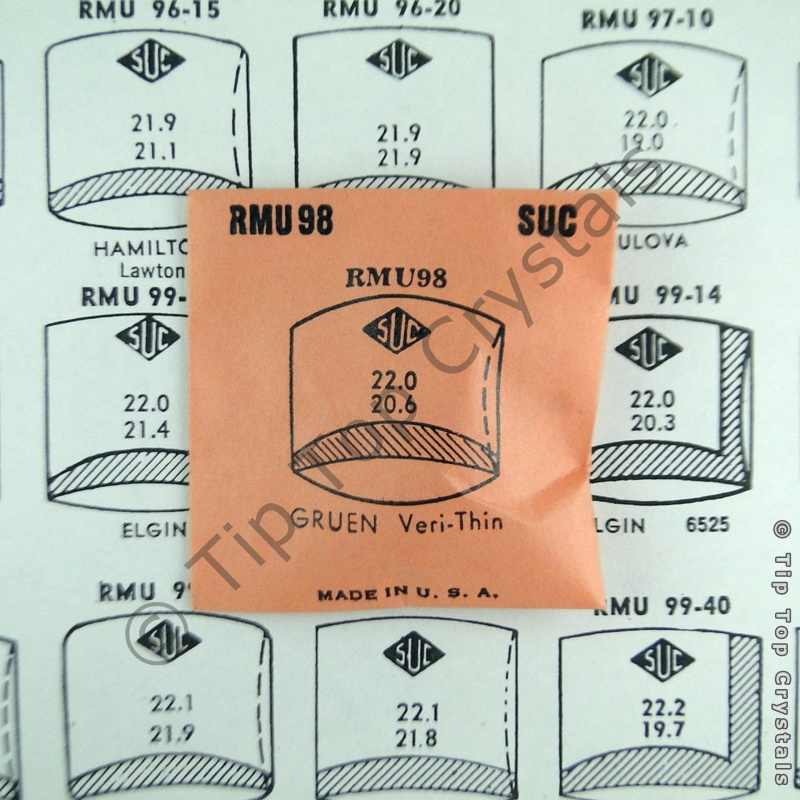 RMU 96-15
RMU 96-20
RMU 97-10
SUC
SUC
SUC
21.9
21.1
21.9
21.9
22.0
19.0
HAMILTO
Lawton
ULOVA
RMU98
SUC
RMU98
SUC
22.0
20.6
GRUEN Veri-Thin
MADE IN U. S. A.
RMU 99-
SUC
22.0
21.4
ELGIN
MU 99-14
SUC
22.0
20.3
LGIN 6525
RMU 9
RMU 99-40
SUC
22.1
21.9
SUC
22.1
21.8
SUC
22.2
19.7
© Tip Top Crystals
© Tip Top Crystals